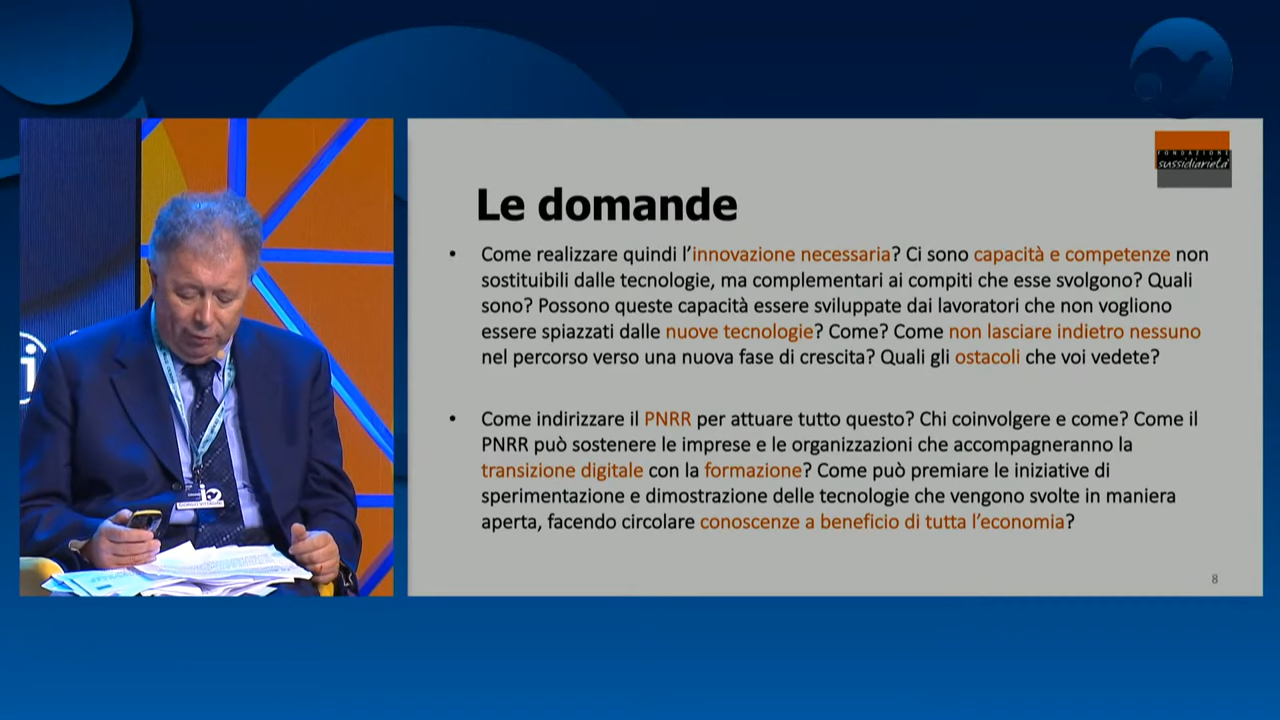 FONDAZIONE
sussidiarietà
Le domande
• Come realizzare quindi l’innovazione necessaria? Ci sono capacità e competenze non
sostituibili dalle tecnologie, ma complementari ai compiti che esse svolgono? Quali
sono? Possono queste capacità essere sviluppate dai lavoratori che non vogliono
essere spiazzati dalle nuove tecnologie? Come? Come non lasciare indietro nessuno
nel percorso verso una nuova fase di crescita? Quali gli ostacoli che voi vedete?
• Come indirizzare il PNRR per attuare tutto questo? Chi coinvolgere e come? Come il
PNRR può sostenere le imprese e le organizzazioni che accompagneranno la
transizione digitale con la formazione? Come può premiare le iniziative di
sperimentazione e dimostrazione delle tecnologie che vengono svolte in maniera
aperta, facendo circolare conoscenze a beneficio di tutta l’economia?
8